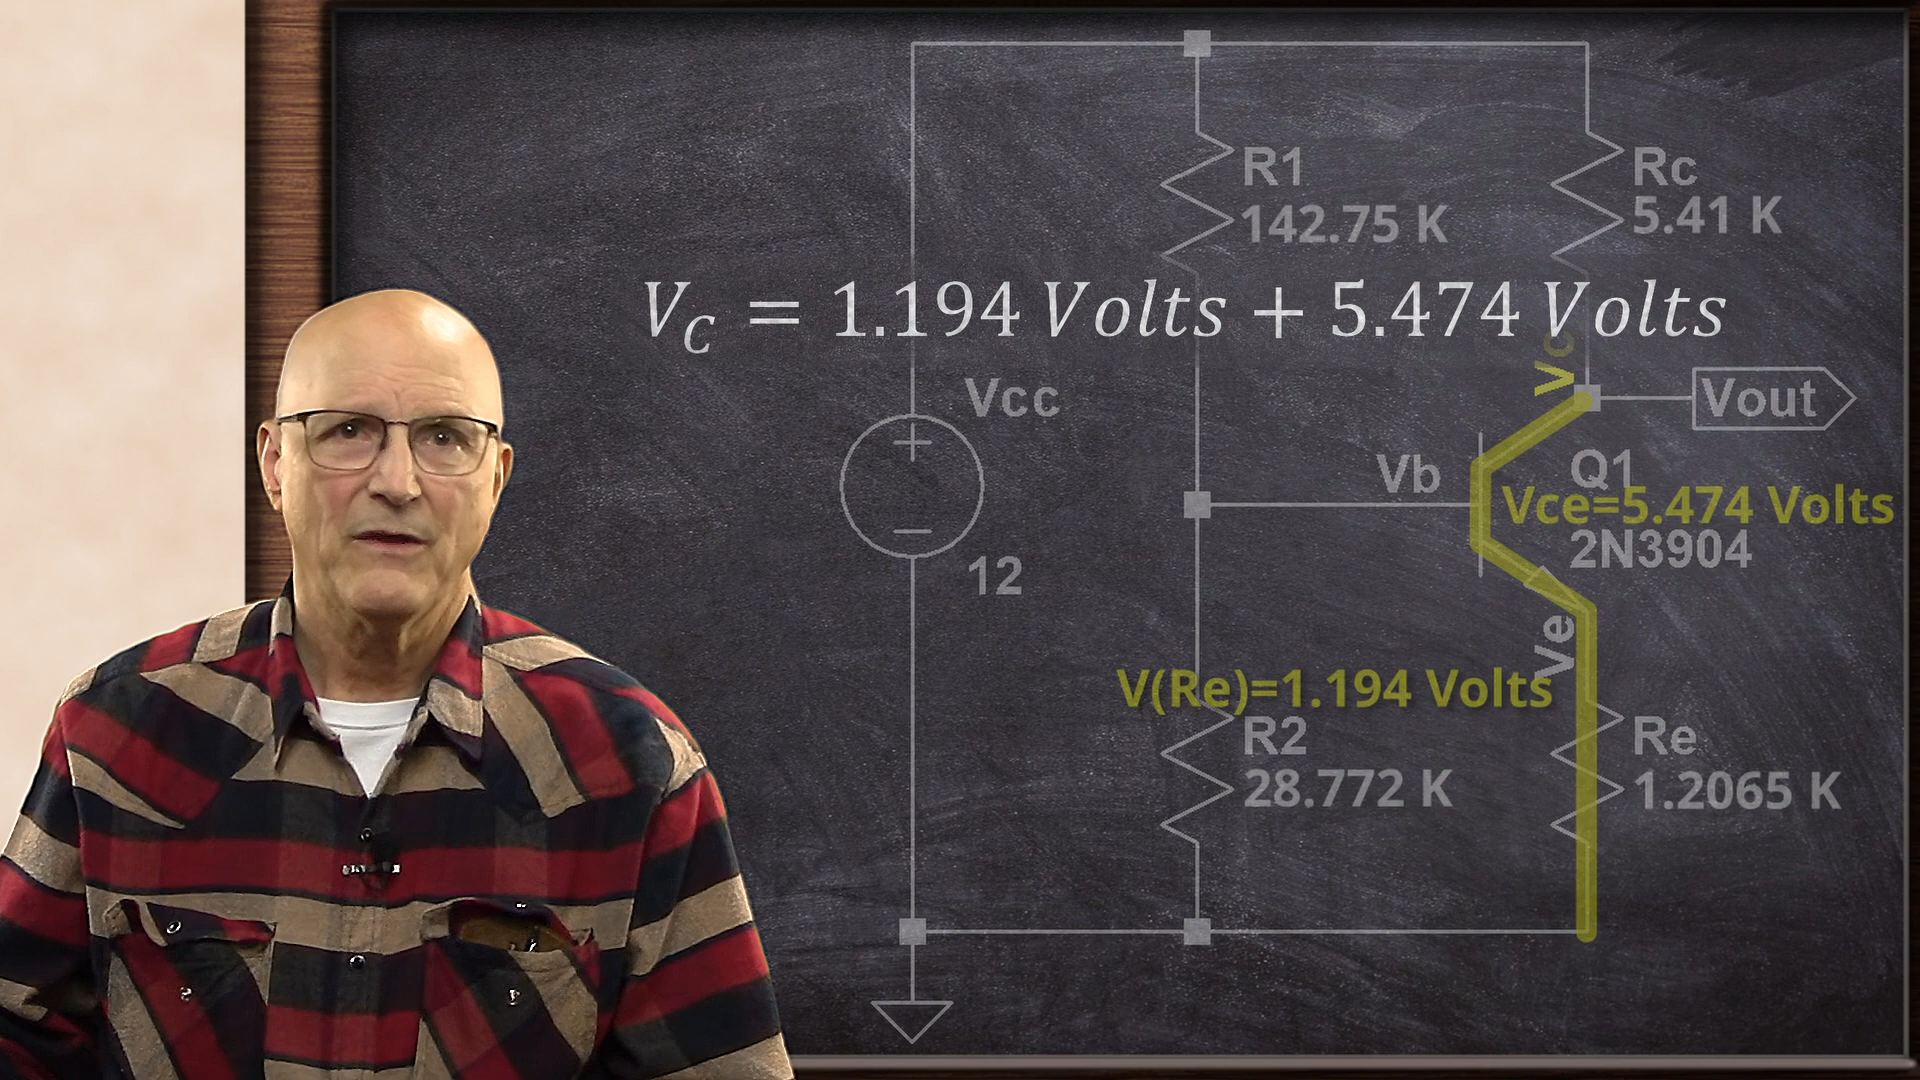 R1
142.75 K
Rc
5.41 K
V_C = 1.194 Volts + 5.474 Volts
Vc
Vcc
Vout
+
Vb
Q1
Vce=5.474 Volts
2N3904
−
12
Ve
V(Re)=1.194 Volts
R2
28.772 K
Re
1.2065 K